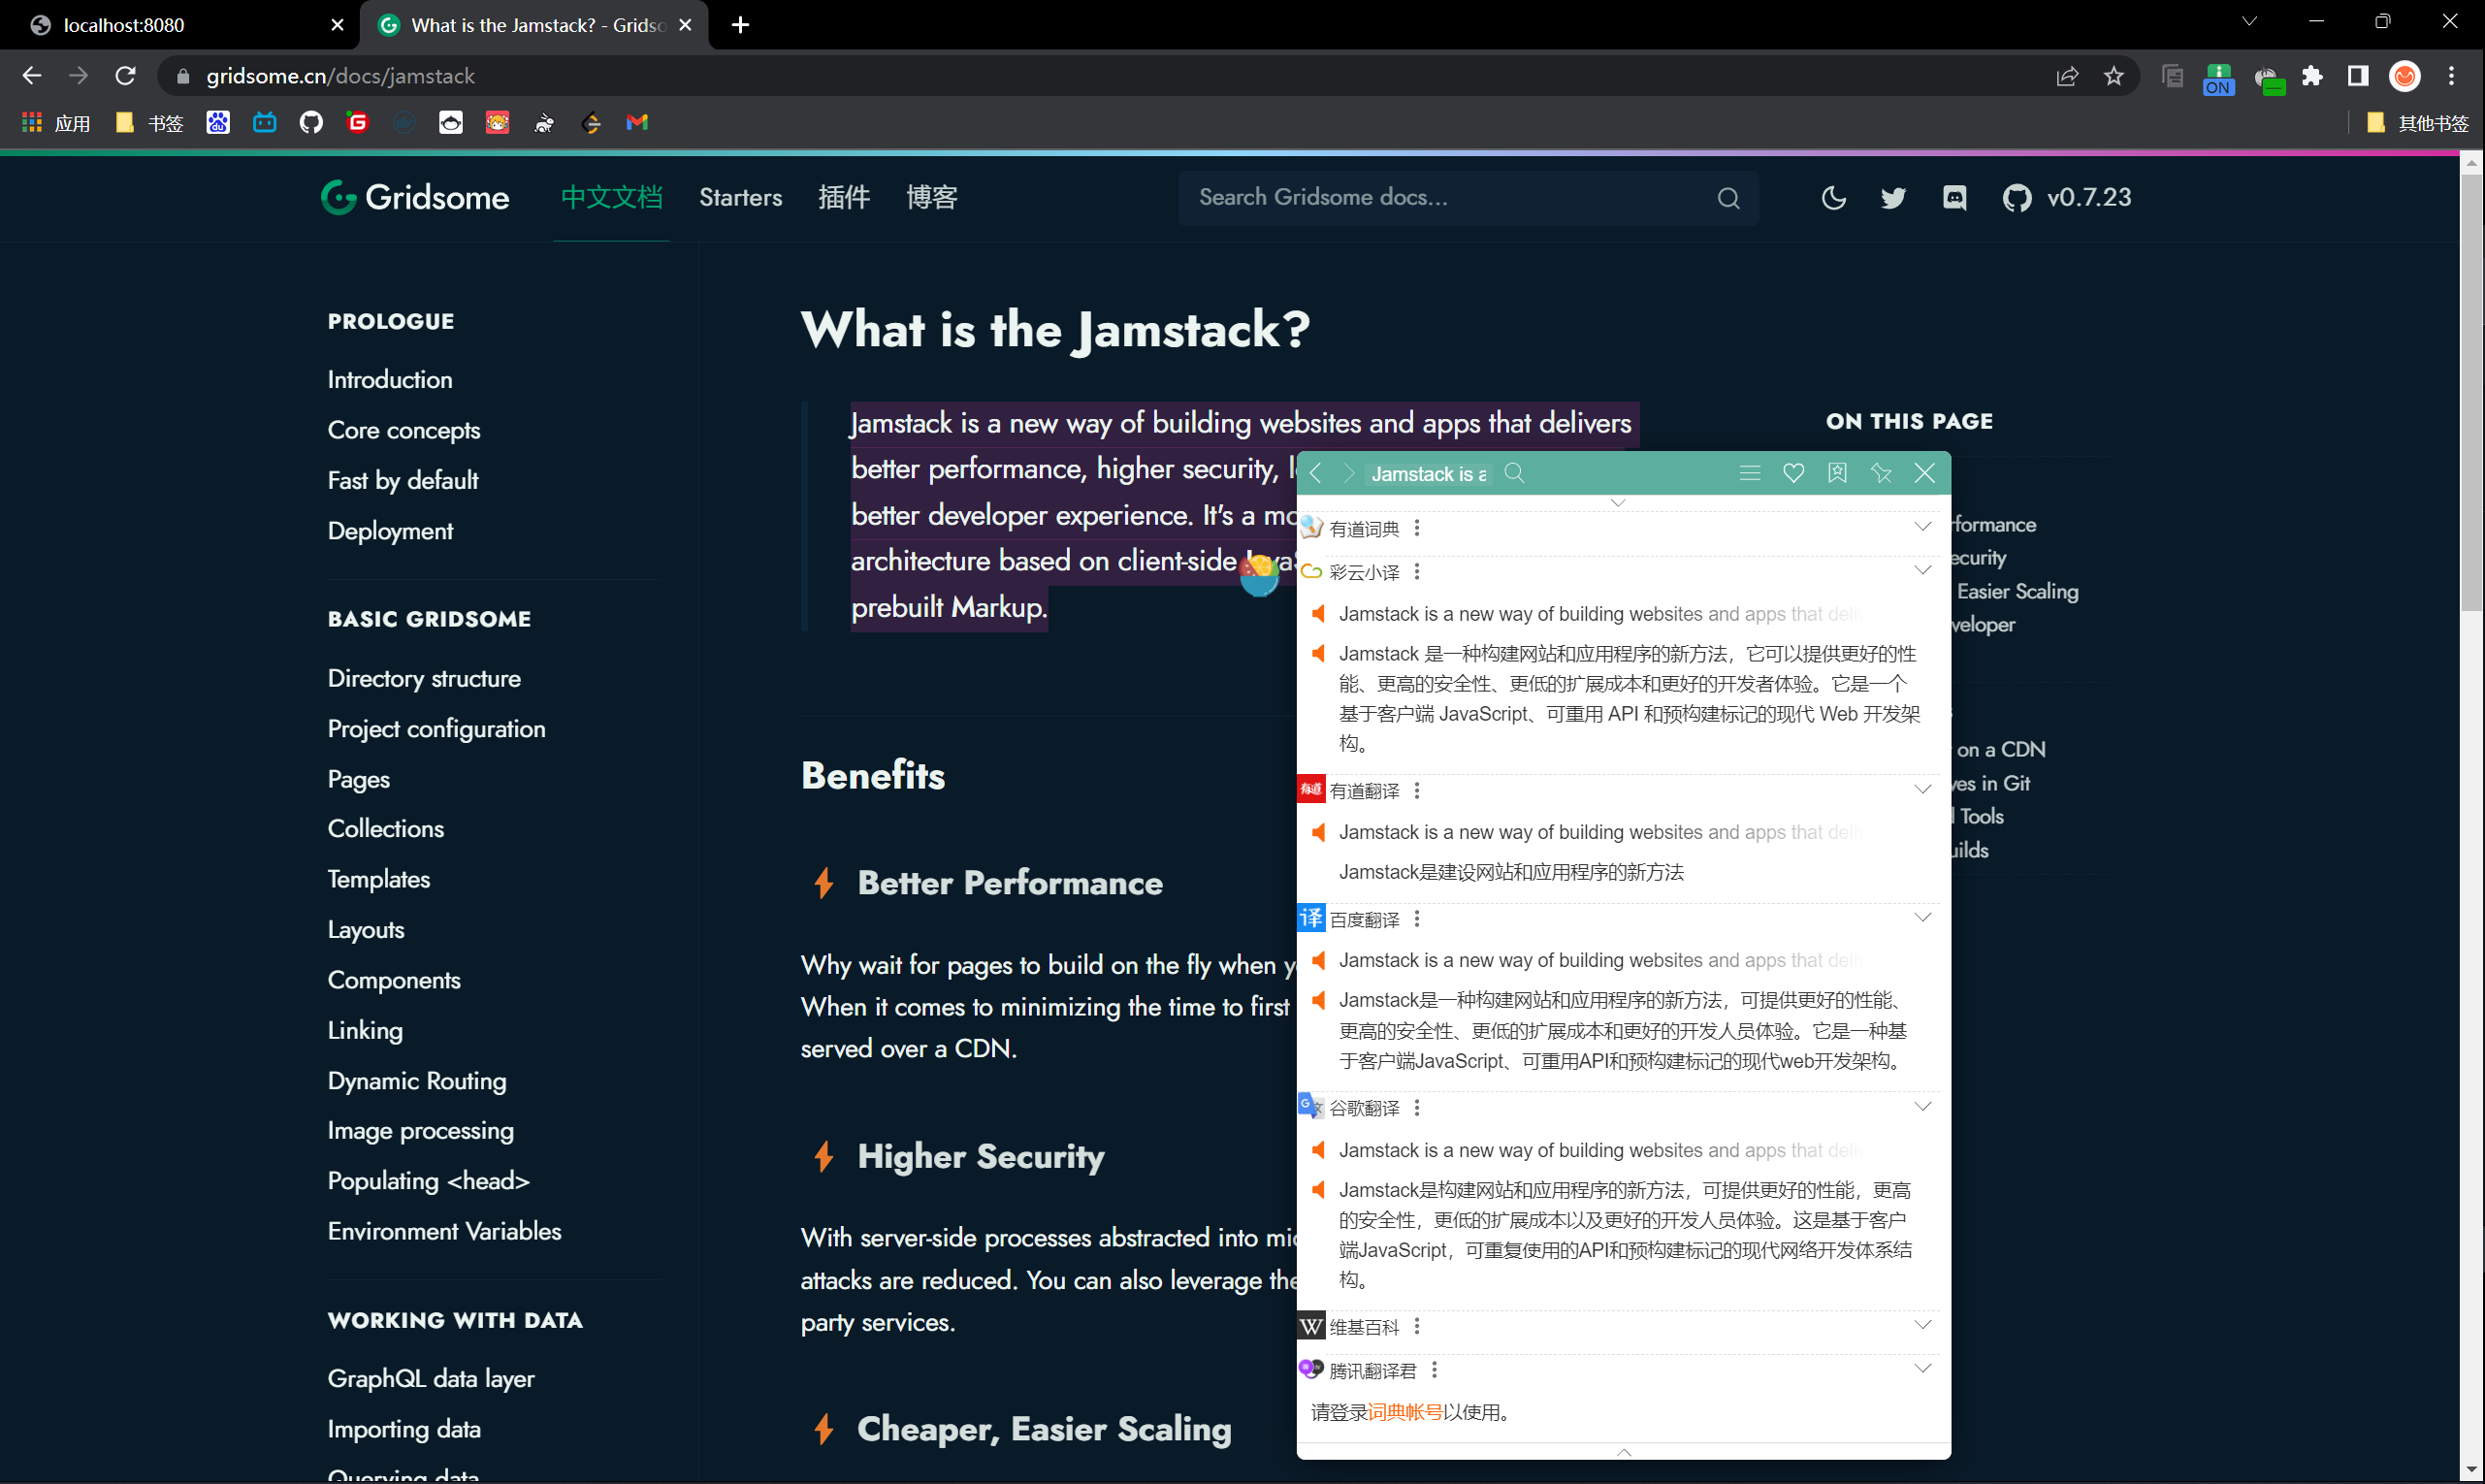 localhost:8080
What is the Jamstack? - Gridso
gridsome.cn/docs/jamstack
ON
应用
书签
其他书签
Gridsome
中文文档
Starters
插件
博客
Search Gridsome docs...
v0.7.23
PROLOGUE
Introduction
Core concepts
Fast by default
Deployment
BASIC GRIDSOME
Directory structure
Project configuration
Pages
Collections
Templates
Layouts
Components
Linking
Dynamic Routing
Image processing
Populating <head>
Environment Variables
WORKING WITH DATA
GraphQL data layer
Importing data
Querying data
What is the Jamstack?
Jamstack is a new way of building websites and apps that delivers
better performance, higher security, l
better developer experience. It's a mo
architecture based on client-side JavaS
prebuilt Markup.
Benefits
Better Performance
Why wait for pages to build on the fly when y
When it comes to minimizing the time to first
served over a CDN.
Higher Security
With server-side processes abstracted into mic
attacks are reduced. You can also leverage the
party services.
Cheaper, Easier Scaling
ON THIS PAGE
formance
ecurity
Easier Scaling
veloper
on a CDN
ves in Git
Tools
uilds
Jamstack is a
有道词典
彩云小译
Jamstack is a new way of building websites and apps that deli
Jamstack 是一种构建网站和应用程序的新方法，它可以提供更好的性
能、更高的安全性、更低的扩展成本和更好的开发者体验。它是一个
基于客户端 JavaScript、可重用 API 和预构建标记的现代 Web 开发架
构。
有道
有道翻译
Jamstack is a new way of building websites and apps that deli
Jamstack是建设网站和应用程序的新方法
译
百度翻译
Jamstack is a new way of building websites and apps that deli
Jamstack是一种构建网站和应用程序的新方法，可提供更好的性能、
更高的安全性、更低的扩展成本和更好的开发人员体验。它是一种基
于客户端JavaScript、可重用API和预构建标记的现代web开发架构。
谷歌翻译
Jamstack is a new way of building websites and apps that deli
Jamstack是构建网站和应用程序的新方法，可提供更好的性能，更高
的安全性，更低的扩展成本以及更好的开发人员体验。这是基于客户
端JavaScript，可重复使用的API和预构建标记的现代网络开发体系结
构。
W
维基百科
腾讯翻译君
请登录词典帐号以使用。